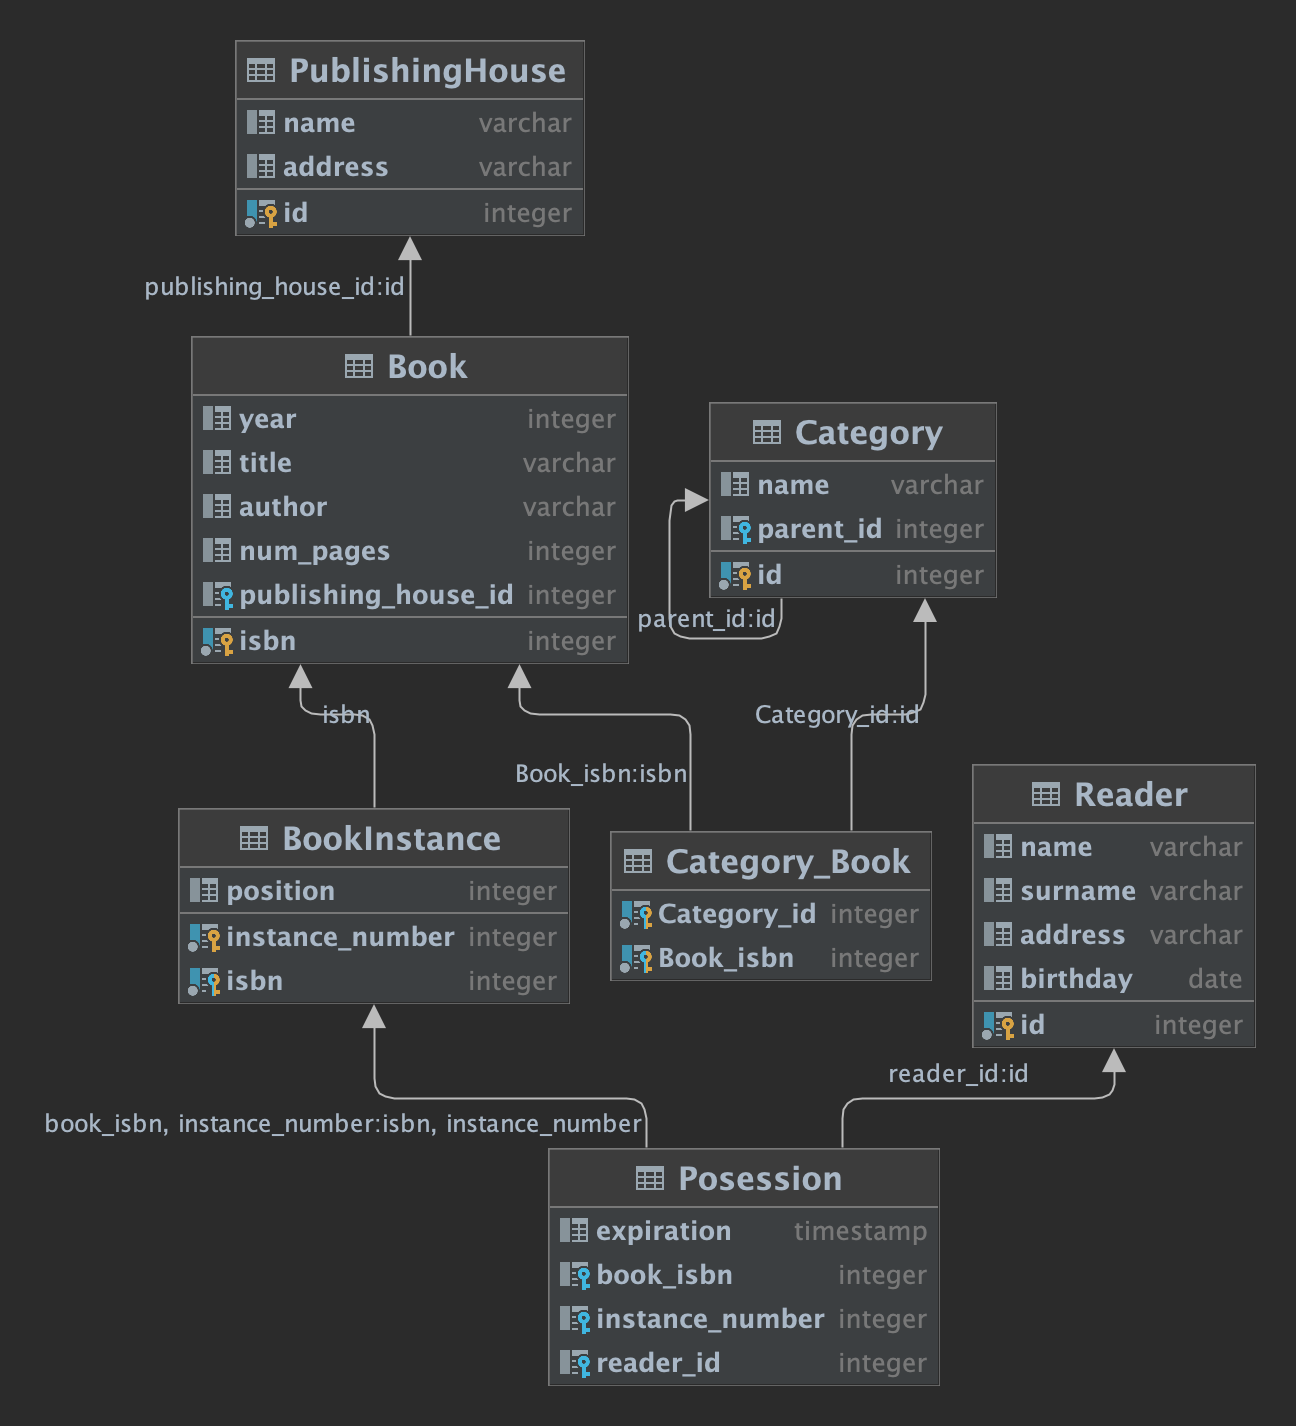 PublishingHouse
name varchar
address varchar
id integer
publishing_house_id:id
Book
year integer
title varchar
author varchar
num_pages integer
publishing_house_id integer
isbn integer
Category
name varchar
parent_id integer
id integer
parent_id:id
isbn
Category_id:id
Book_isbn:isbn
BookInstance
position integer
instance_number integer
isbn integer
Category_Book
Category_id integer
Book_isbn integer
Reader
name varchar
surname varchar
address varchar
birthday date
id integer
reader_id:id
book_isbn, instance_number:isbn, instance_number
Posession
expiration timestamp
book_isbn integer
instance_number integer
reader_id integer